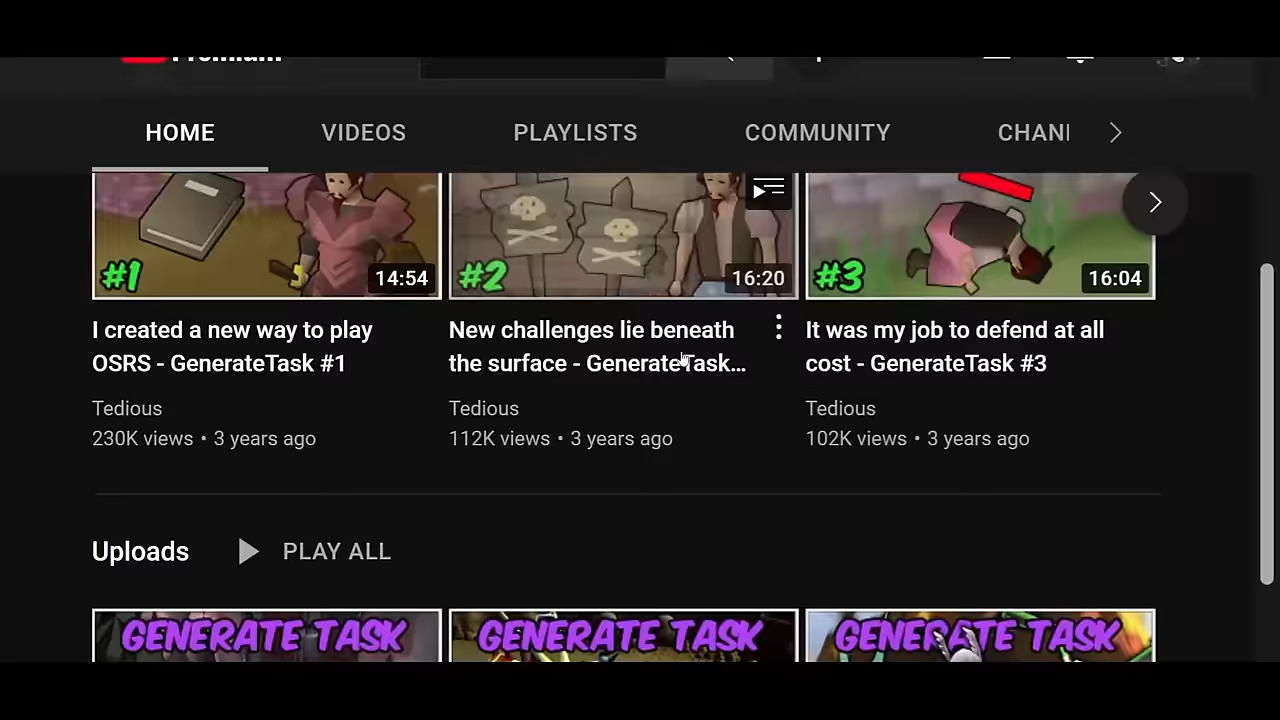 Premium
HOME VIDEOS PLAYLISTS COMMUNITY CHANI
#1 14:54 #2 16:20 #3 16:04
I created a new way to play New challenges lie beneath It was my job to defend at all
OSRS - GenerateTask #1 the surface - GenerateTask... cost - GenerateTask #3
Tedious Tedious Tedious
230K views • 3 years ago 112K views • 3 years ago 102K views • 3 years ago
Uploads PLAY ALL
GENERATE TASK GENERATE TASK GENERATE TASK